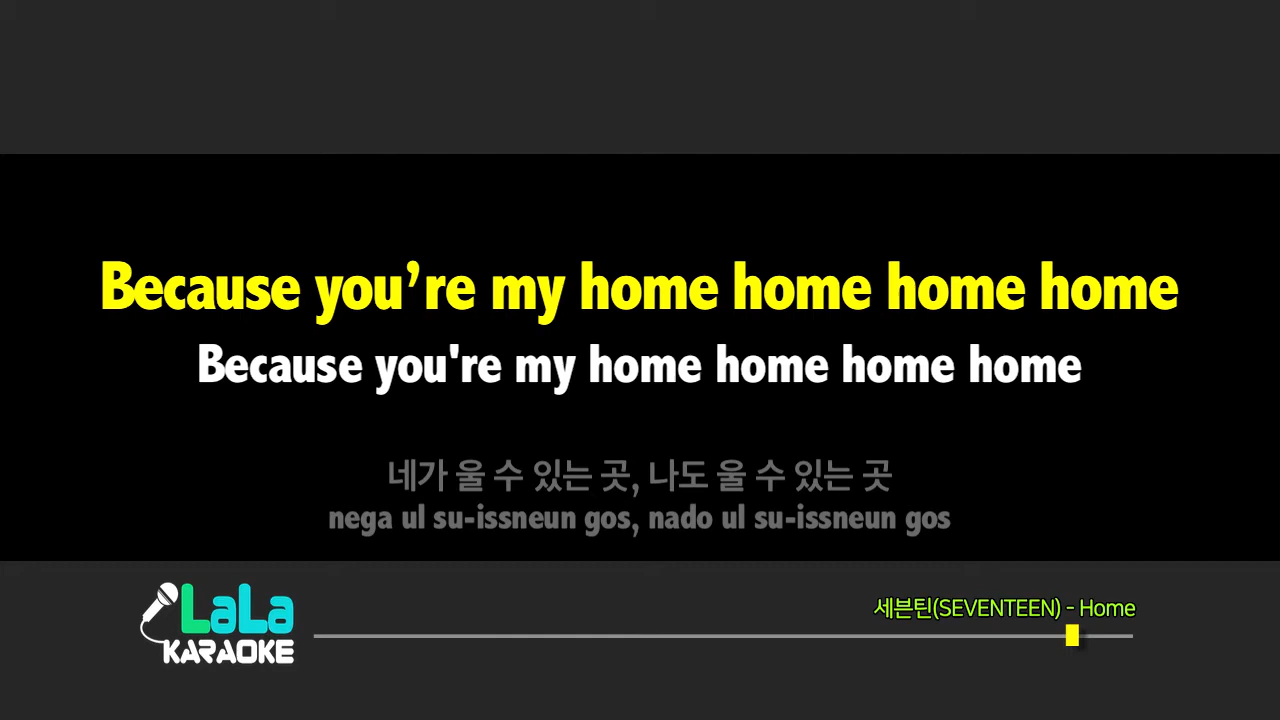 Because you’re my home home home home
Because you're my home home home home
네가 울 수 있는 곳, 나도 울 수 있는 곳
nega ul su-issneun gos, nado ul su-issneun gos
LaLa
KARAOKE
세븐틴(SEVENTEEN) - Home